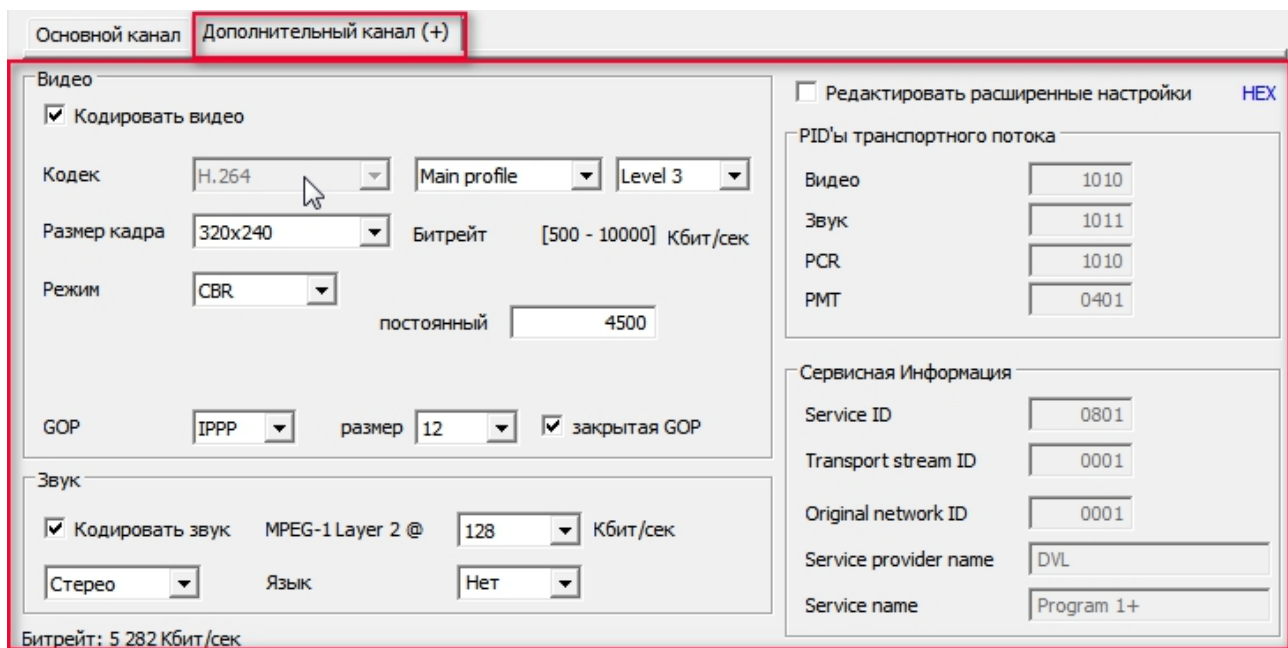 Основной канал Дополнительный канал (+)
Видео
Кодировать видео
Кодек H.264 Main profile Level 3
Размер кадра 320x240 Битрейт [500 - 10000] Кбит/сек
Режим CBR
постоянный 4500
GOP IPPP размер 12 закрытая GOP
Звук
Кодировать звук MPEG-1 Layer 2 @ 128 Кбит/сек
Стерео Язык Нет
Битрейт: 5 282 Кбит/сек
Редактировать расширенные настройки HEX
PID'ы транспортного потока
Видео 1010
Звук 1011
PCR 1010
PMT 0401
Сервисная Информация
Service ID 0801
Transport stream ID 0001
Original network ID 0001
Service provider name DVL
Service name Program 1+